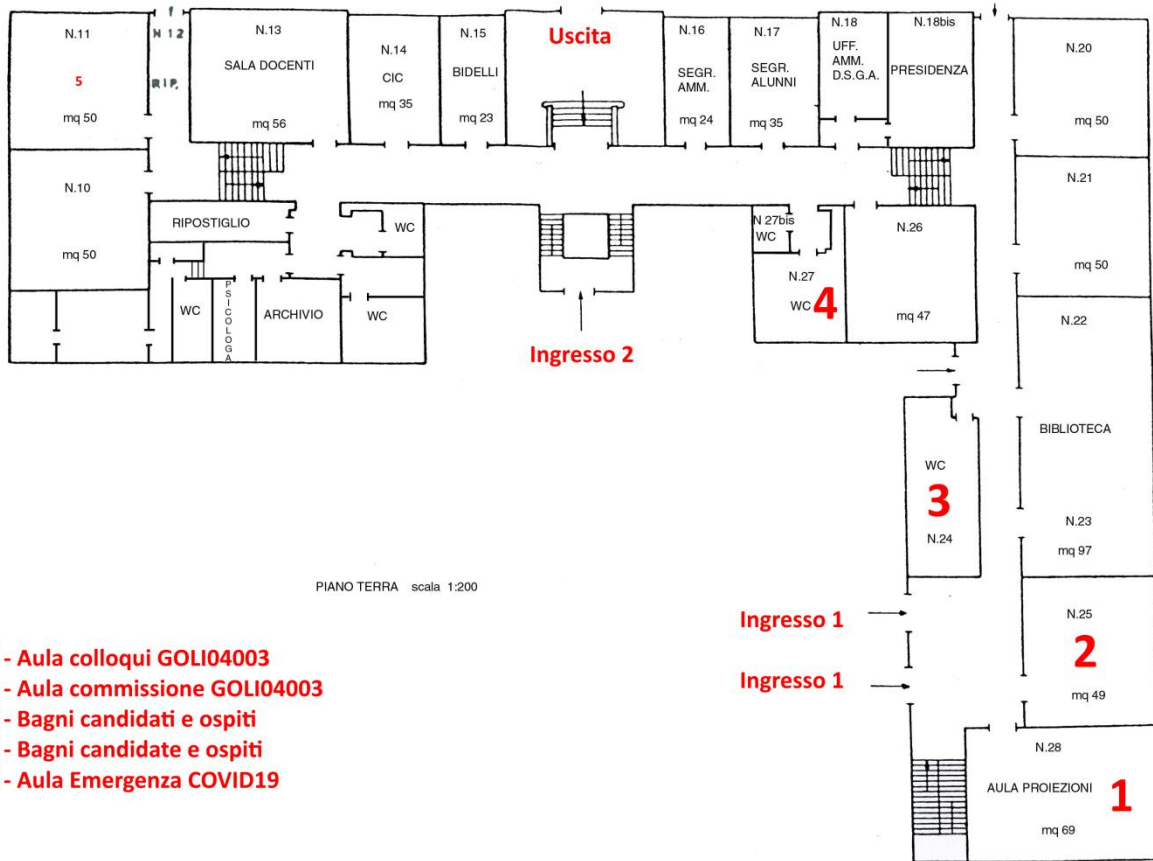 N.11
5
mq 50
N 12
RIP.
N.13
SALA DOCENTI
mq 56
N.14
CIC
mq 35
N.15
BIDELLI
mq 23
Uscita
N.16
SEGR.
AMM.
mq 24
N.17
SEGR.
ALUNNI
mq 35
N.18
UFF.
AMM.
D.S.G.A.
N.18bis
PRESIDENZA
N.20
mq 50
N.10
mq 50
RIPOSTIGLIO
WC
WC
PSICOLOGA
ARCHIVIO
WC
Ingresso 2
N 27bis
WC
N.27
WC
4
N.26
mq 47
N.21
mq 50
N.22
BIBLIOTECA
N.23
mq 97
WC
3
N.24
PIANO TERRA scala 1:200
Ingresso 1
Ingresso 1
N.25
2
mq 49
N.28
AULA PROIEZIONI
1
mq 69
- Aula colloqui GOLI04003
- Aula commissione GOLI04003
- Bagni candidati e ospiti
- Bagni candidate e ospiti
- Aula Emergenza COVID19